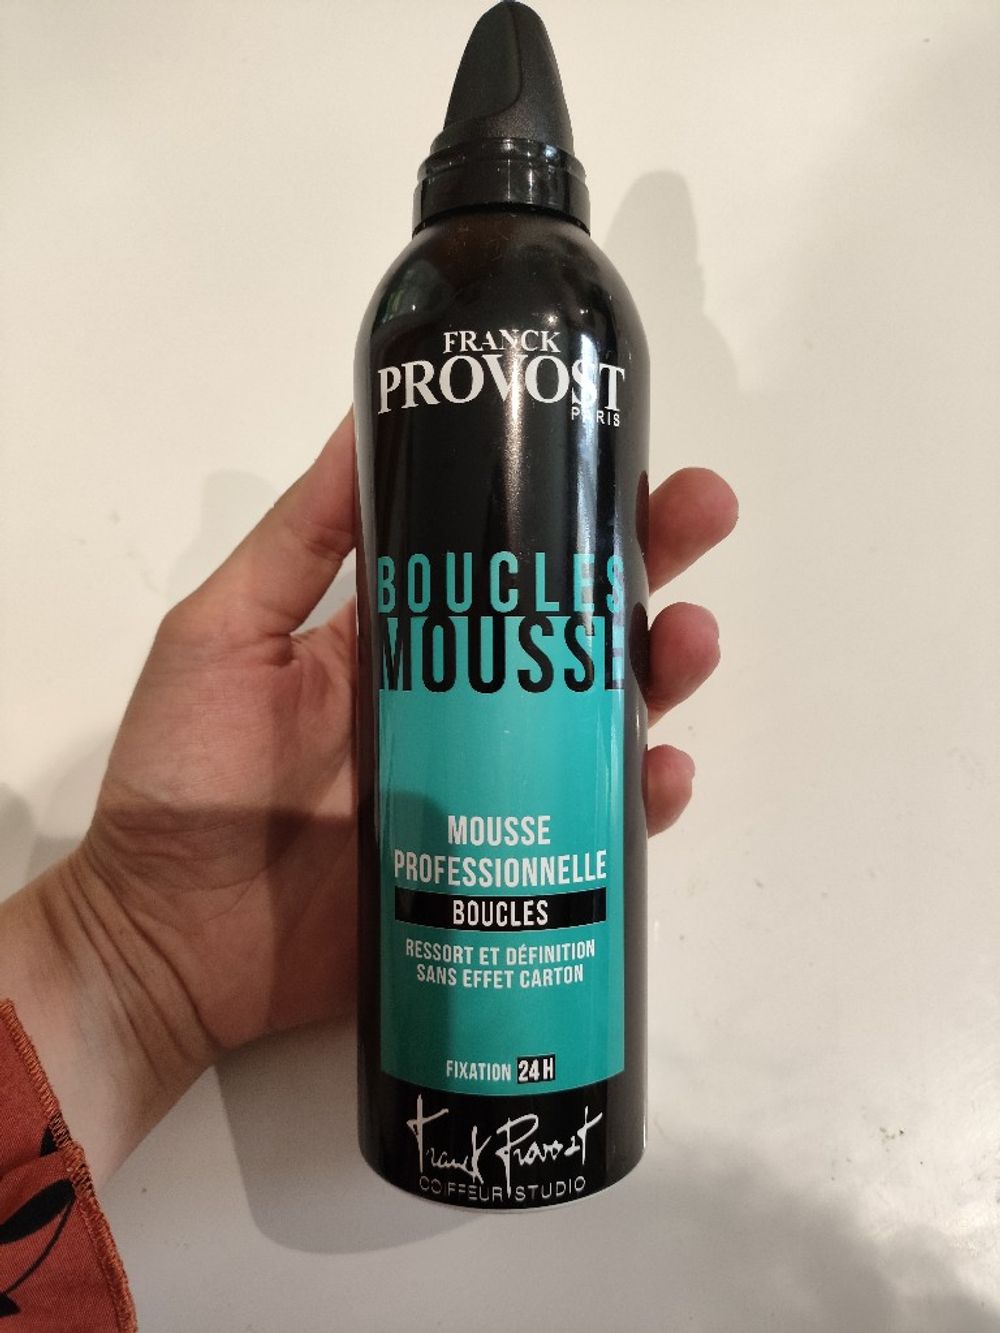 FRANCK
PROVOST
PARIS
BOUCLES
MOUSSE
MOUSSE
PROFESSIONNELLE
BOUCLES
RESSORT ET DÉFINITION
SANS EFFET CARTON
FIXATION 24H
Franck Provost
COIFFEUR STUDIO